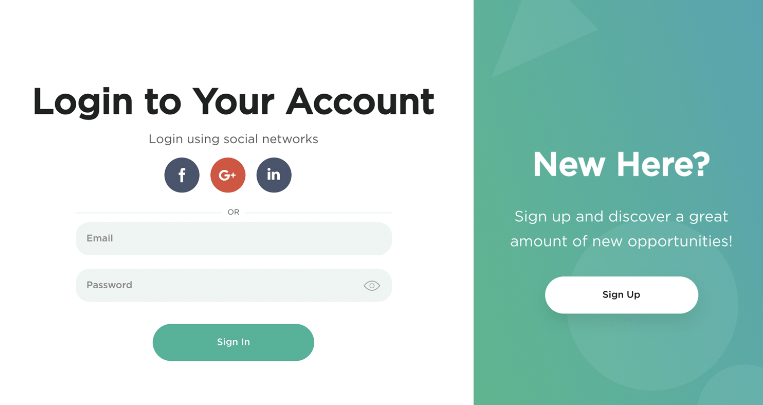 Login to Your Account
Login using social networks
f G+ in
OR
Email
Password
Sign In
New Here?
Sign up and discover a great
amount of new opportunities!
Sign Up